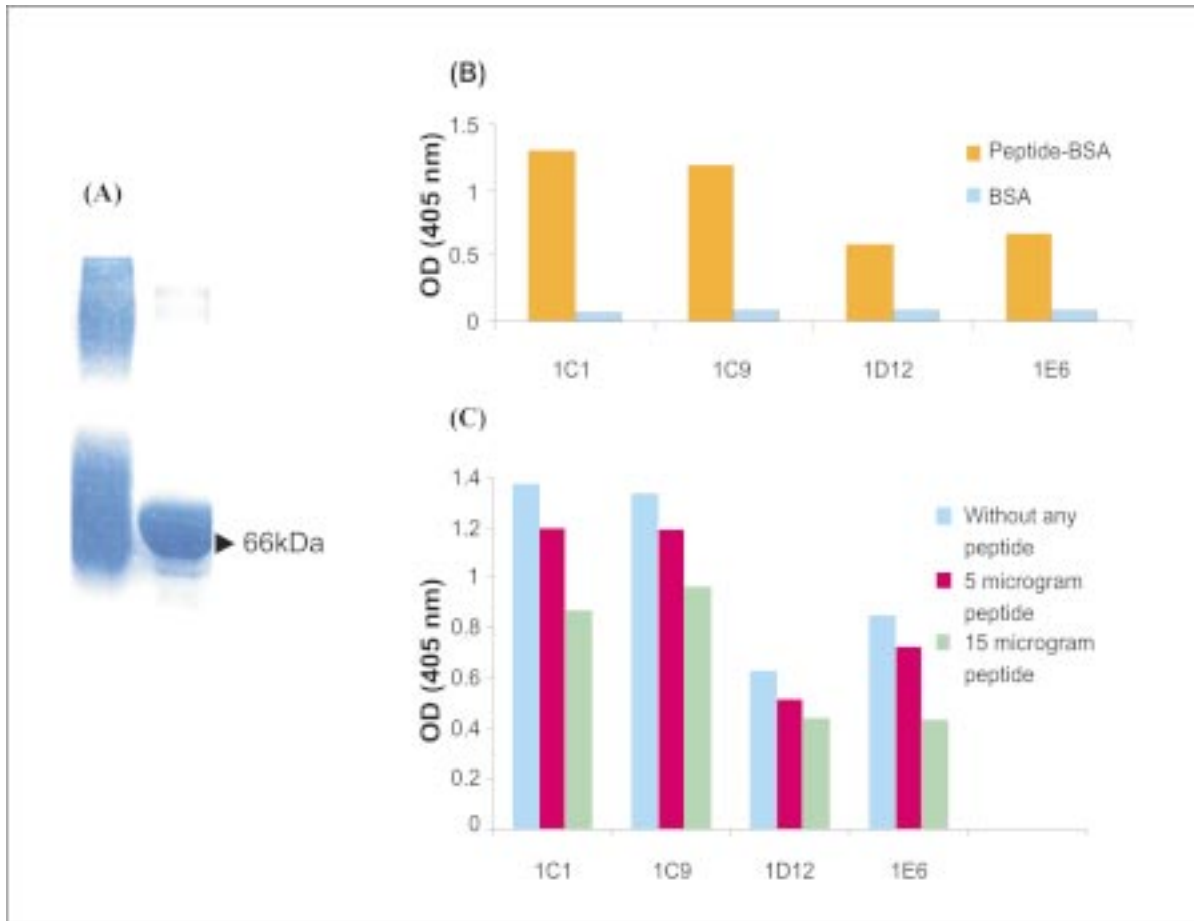 (A)
66kDa
(B)
OD (405 nm)
1.5
1
0.5
0
1C1 1C9 1D12 1E6
Peptide-BSA
BSA
(C)
OD (405 nm)
1.4
1.2
1
0.8
0.6
0.4
0.2
0
1C1 1C9 1D12 1E6
Without any
peptide
5 microgram
peptide
15 microgram
peptide